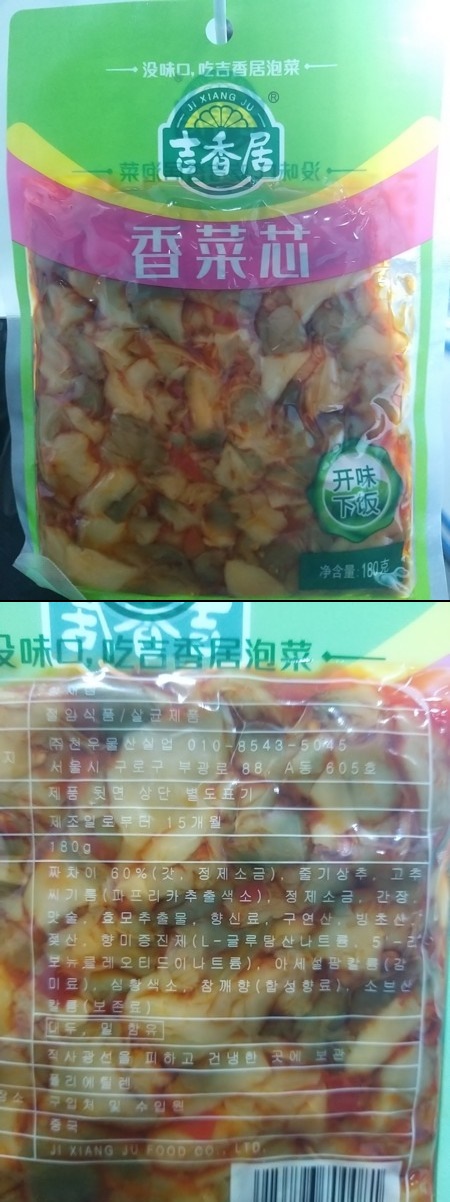 没味口,吃吉香居泡菜
JI XIANG JU
®
吉香居
香菜芯
开味
下饭
净含量:180克
没味口,吃吉香居泡菜
절임식품/살균제품
㈜천우물산실업 010-8543-5045
서울시 구로구 부광로 88, A동 605호
제품 뒷면 상단 별도표기
제조일로부터 15개월
180g
짜차이 60%(갓, 정제소금), 줄기상추, 고추
씨기름(파프리카추출색소), 정제소금, 간장,
맛술, 효모추출물, 향신료, 구연산, 빙초산,
젖산, 향미증진제(L-글루탐산나트륨, 5'-리
보뉴클레오티드이나트륨), 아세설팜칼륨(감
미료), 심황색소, 참깨향(합성향료), 소브산
칼륨(보존료)
대두, 밀 함유
직사광선을 피하고 건냉한 곳에 보관
폴리에틸렌
구입처 및 수입원
중국
JI XIANG JU FOOD CO., LTD.